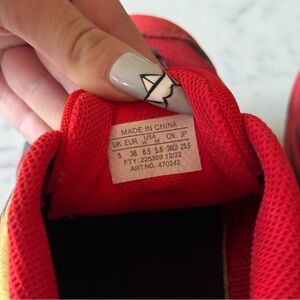 MADE IN CHINA
UK EUR USA W M CN JP
5 38 6.5 5.5 23.5
FTY: 225389 12/22
ART NO. 470242